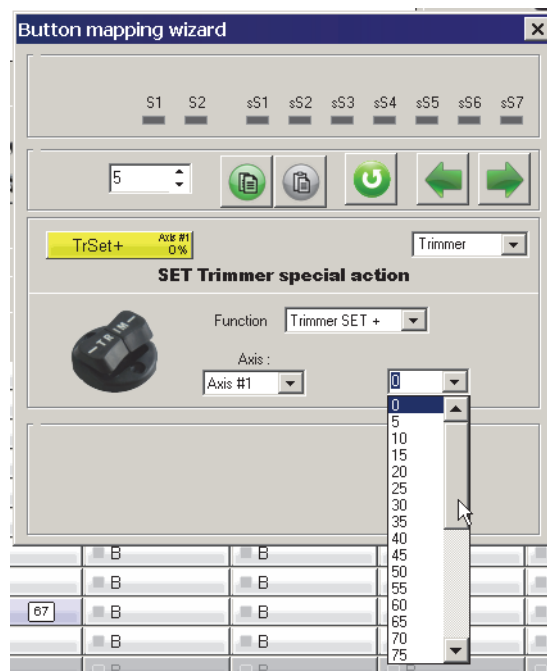 Button mapping wizard
S1 S2 sS1 sS2 sS3 sS4 sS5 sS6 sS7
5
TrSet+ Axis #1 0% Trimmer
SET Trimmer special action
TRIM
Function Trimmer SET +
Axis :
Axis #1 0
0
5
10
15
20
25
30
35
40
45
50
55
60
65
70
75
B B
B B
67 B B
B B
B B B